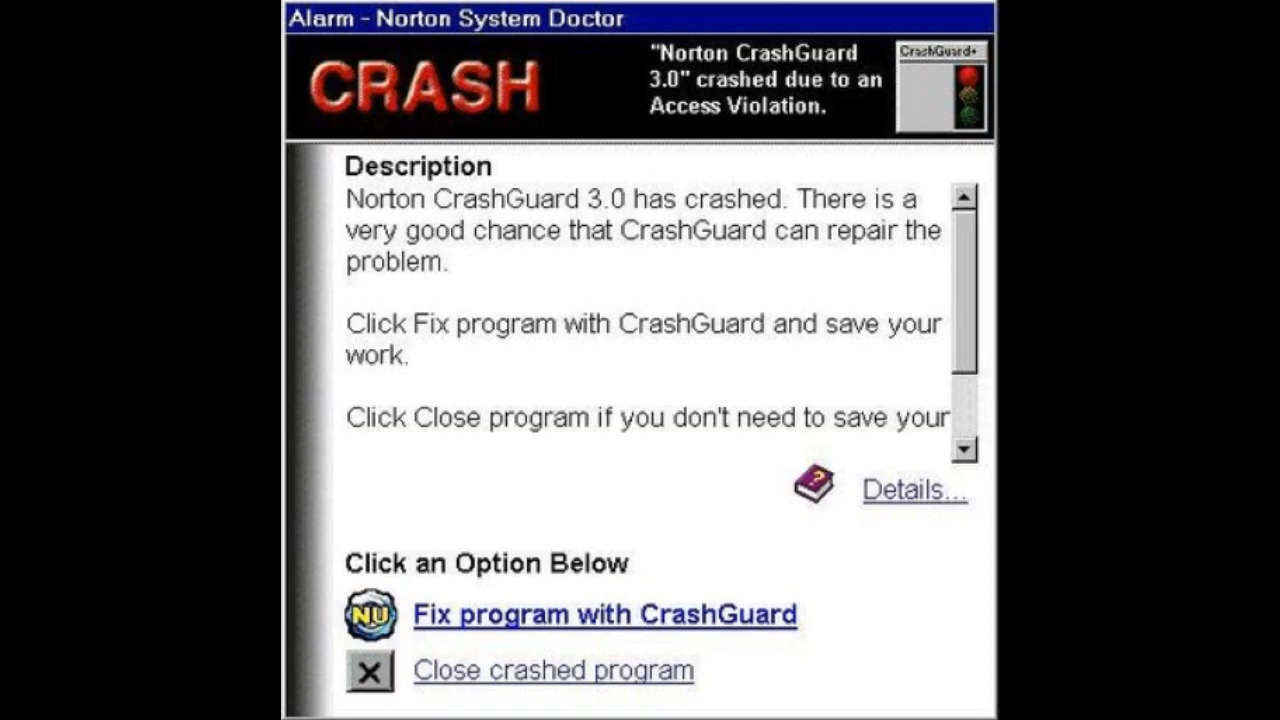 Alarm - Norton System Doctor
CRASH
"Norton CrashGuard
3.0" crashed due to an
Access Violation.
CrashGuard+
Description
Norton CrashGuard 3.0 has crashed. There is a
very good chance that CrashGuard can repair the
problem.
Click Fix program with CrashGuard and save your
work.
Click Close program if you don't need to save your
?
Details...
Click an Option Below
NU
Fix program with CrashGuard
Close crashed program